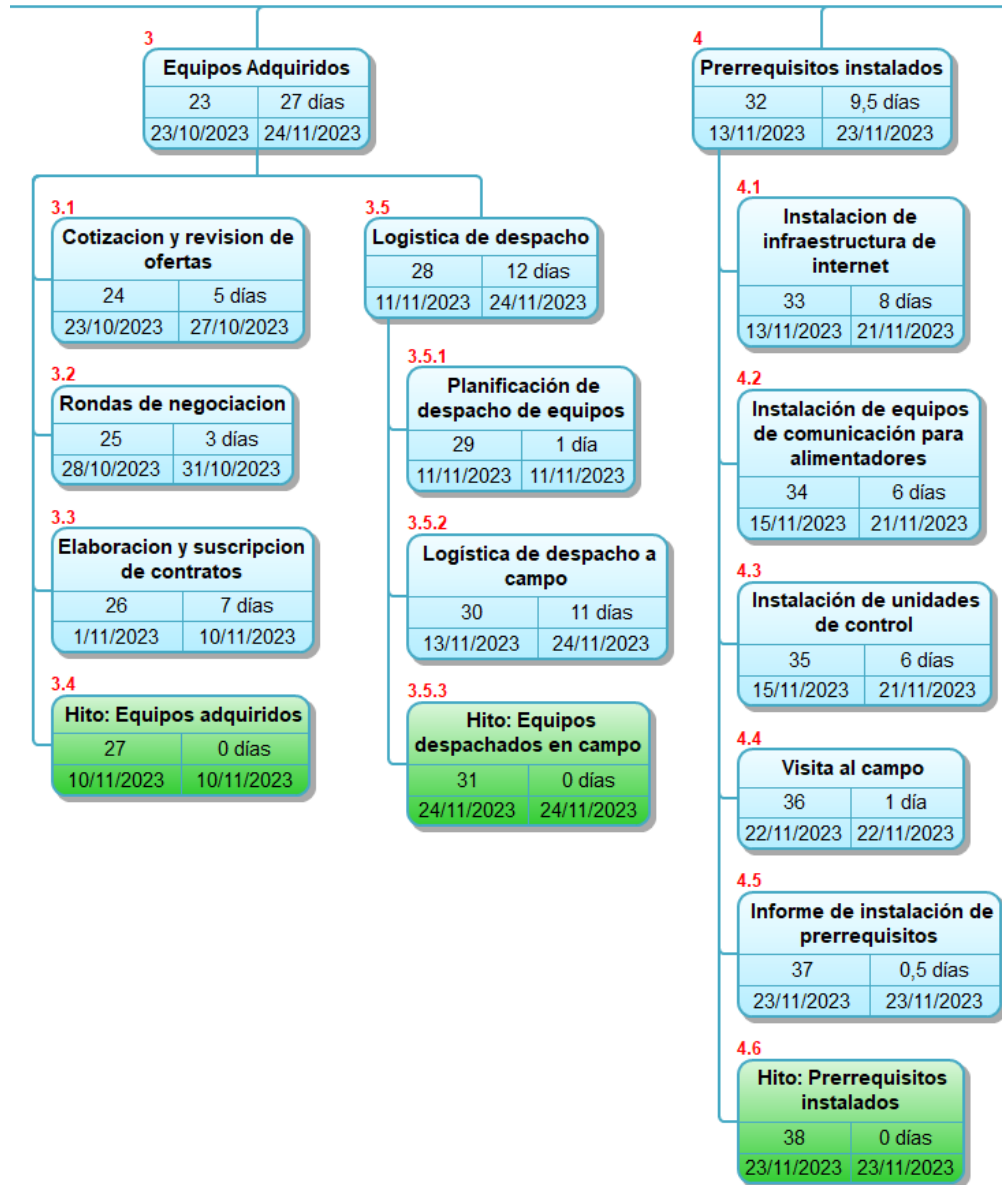 3
Equipos Adquiridos
23 27 días
23/10/2023 24/11/2023
3.1
Cotizacion y revision de
ofertas
24 5 días
23/10/2023 27/10/2023
3.2
Rondas de negociacion
25 3 días
28/10/2023 31/10/2023
3.3
Elaboracion y suscripcion
de contratos
26 7 días
1/11/2023 10/11/2023
3.4
Hito: Equipos adquiridos
27 0 días
10/11/2023 10/11/2023
3.5
Logistica de despacho
28 12 días
11/11/2023 24/11/2023
3.5.1
Planificación de
despacho de equipos
29 1 día
11/11/2023 11/11/2023
3.5.2
Logística de despacho a
campo
30 11 días
13/11/2023 24/11/2023
3.5.3
Hito: Equipos
despachados en campo
31 0 días
24/11/2023 24/11/2023
4
Prerrequisitos instalados
32 9,5 días
13/11/2023 23/11/2023
4.1
Instalacion de
infraestructura de
internet
33 8 días
13/11/2023 21/11/2023
4.2
Instalación de equipos
de comunicación para
alimentadores
34 6 días
15/11/2023 21/11/2023
4.3
Instalación de unidades
de control
35 6 días
15/11/2023 21/11/2023
4.4
Visita al campo
36 1 día
22/11/2023 22/11/2023
4.5
Informe de instalación de
prerrequisitos
37 0,5 días
23/11/2023 23/11/2023
4.6
Hito: Prerrequisitos
instalados
38 0 días
23/11/2023 23/11/2023